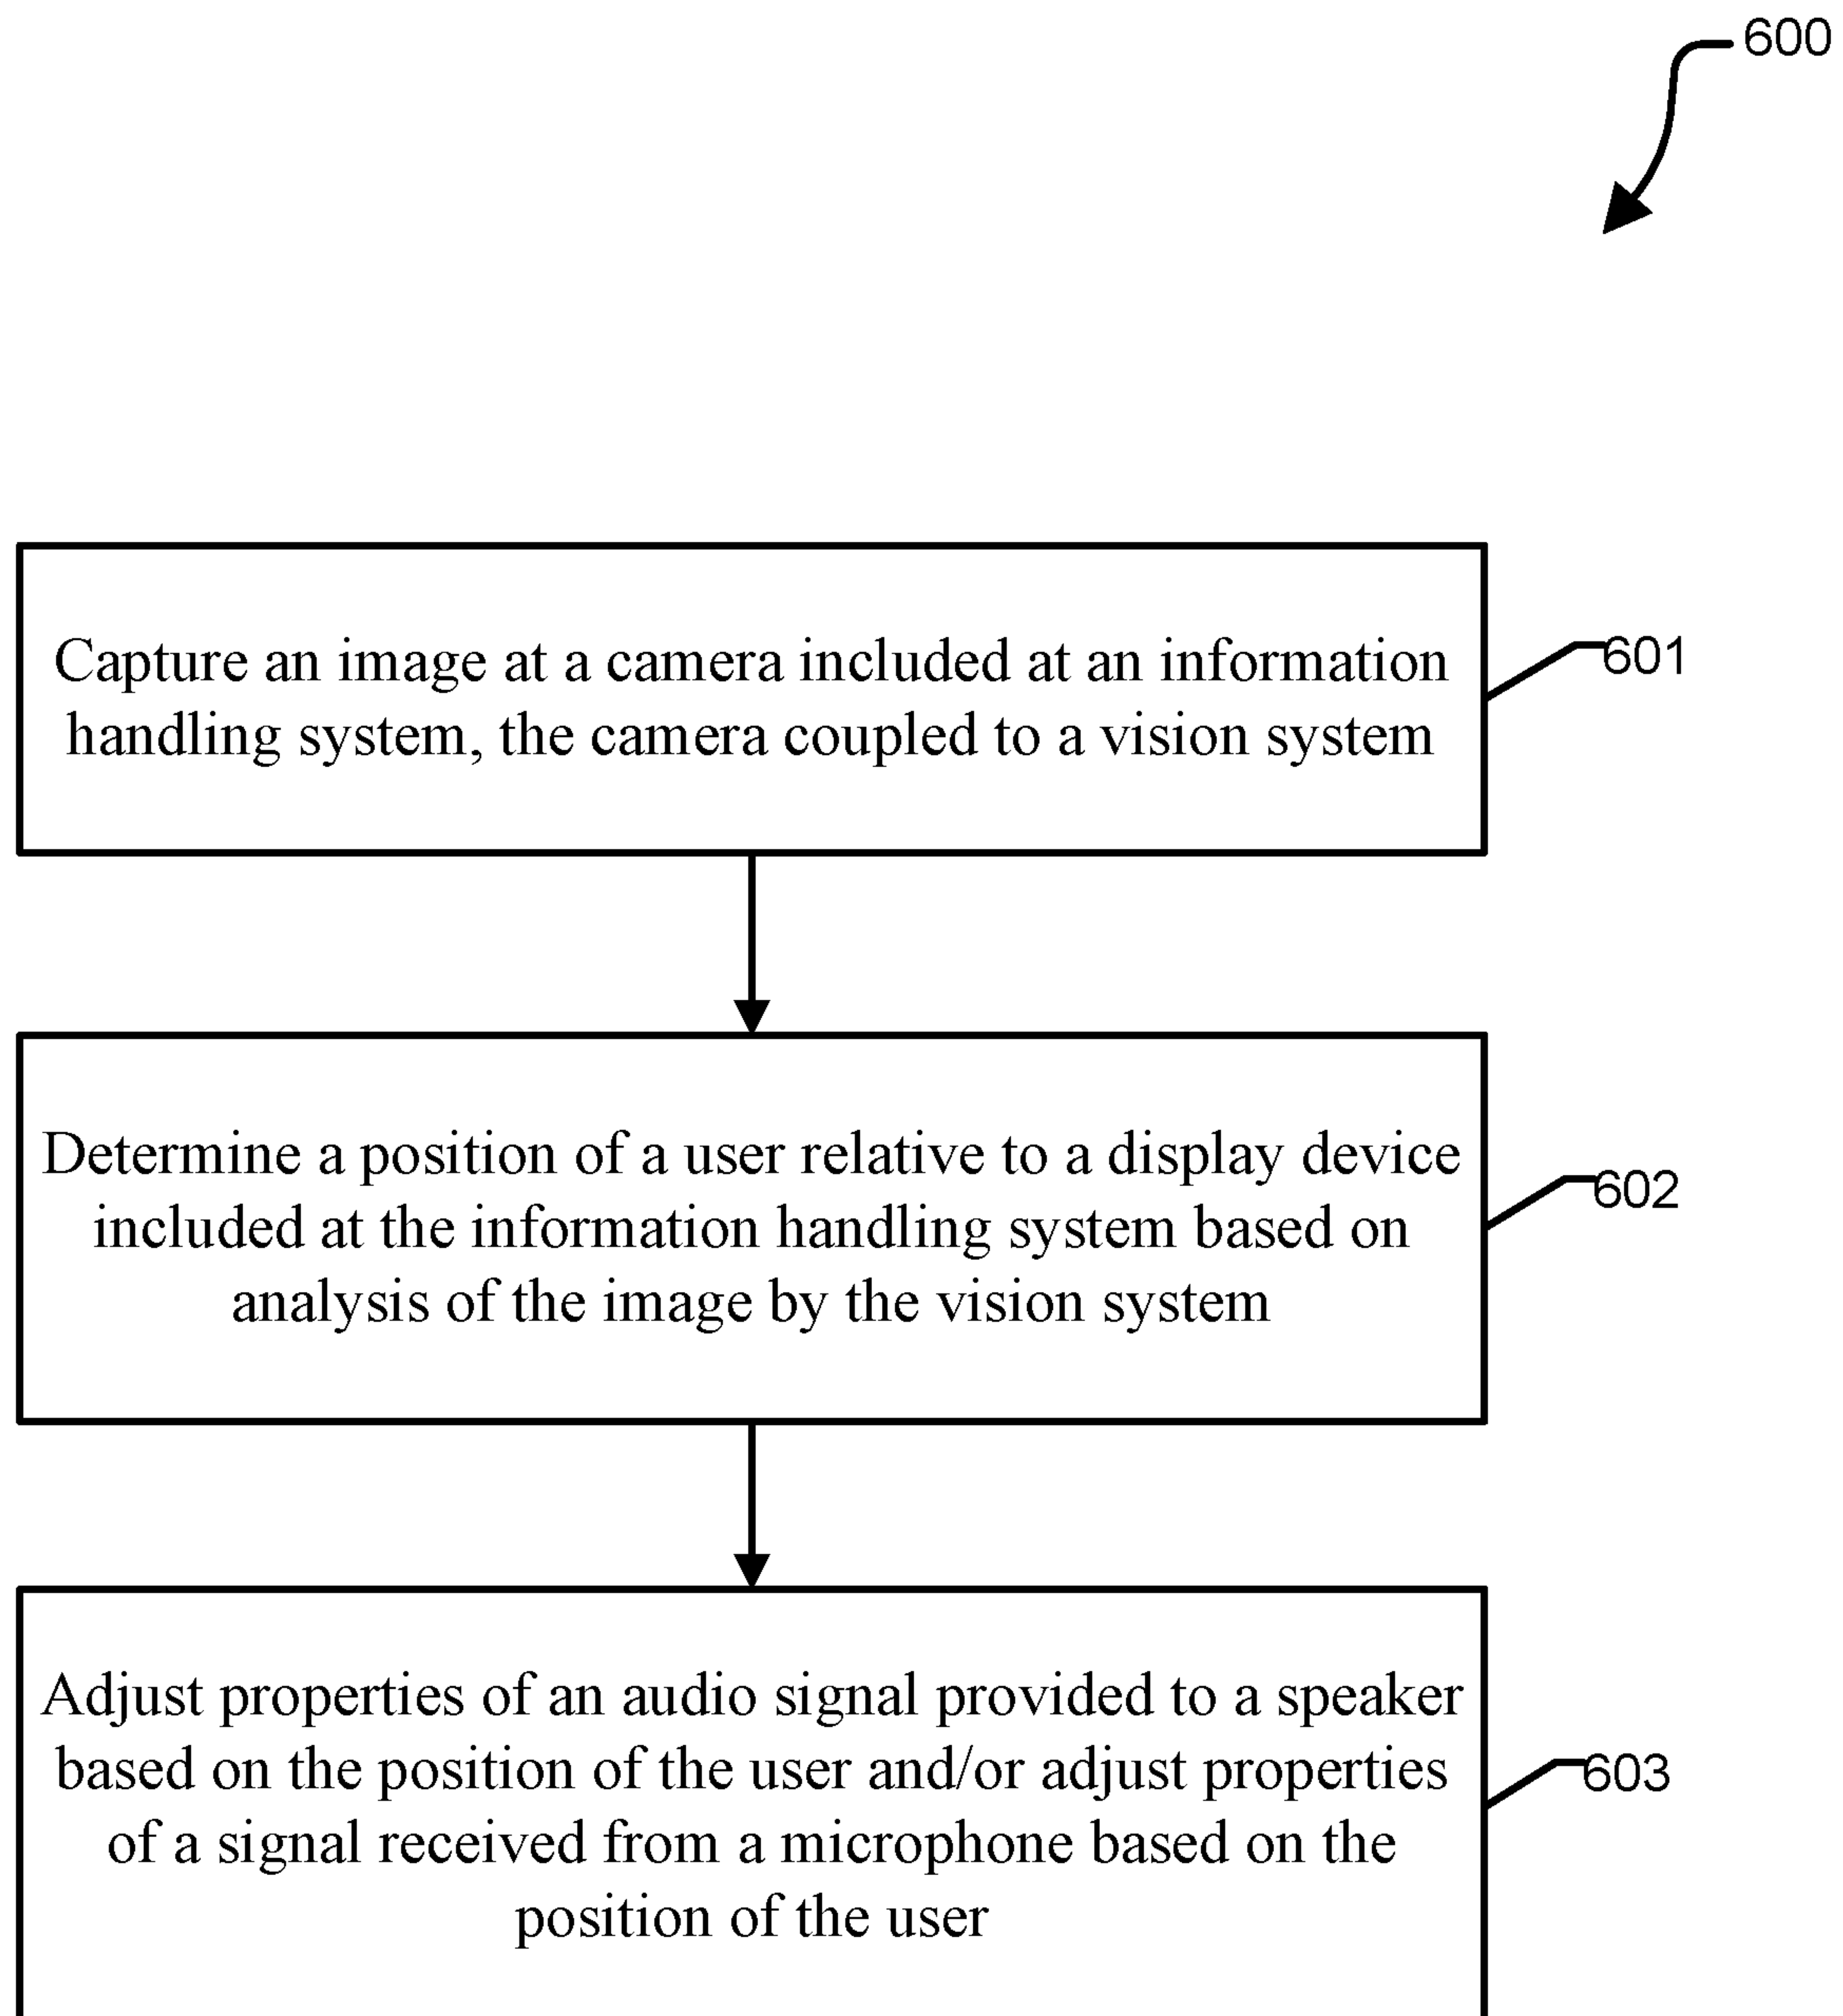 600
Capture an image at a camera included at an information
handling system, the camera coupled to a vision system
601
Determine a position of a user relative to a display device
included at the information handling system based on
analysis of the image by the vision system
602
Adjust properties of an audio signal provided to a speaker
based on the position of the user and/or adjust properties
of a signal received from a microphone based on the
position of the user
603